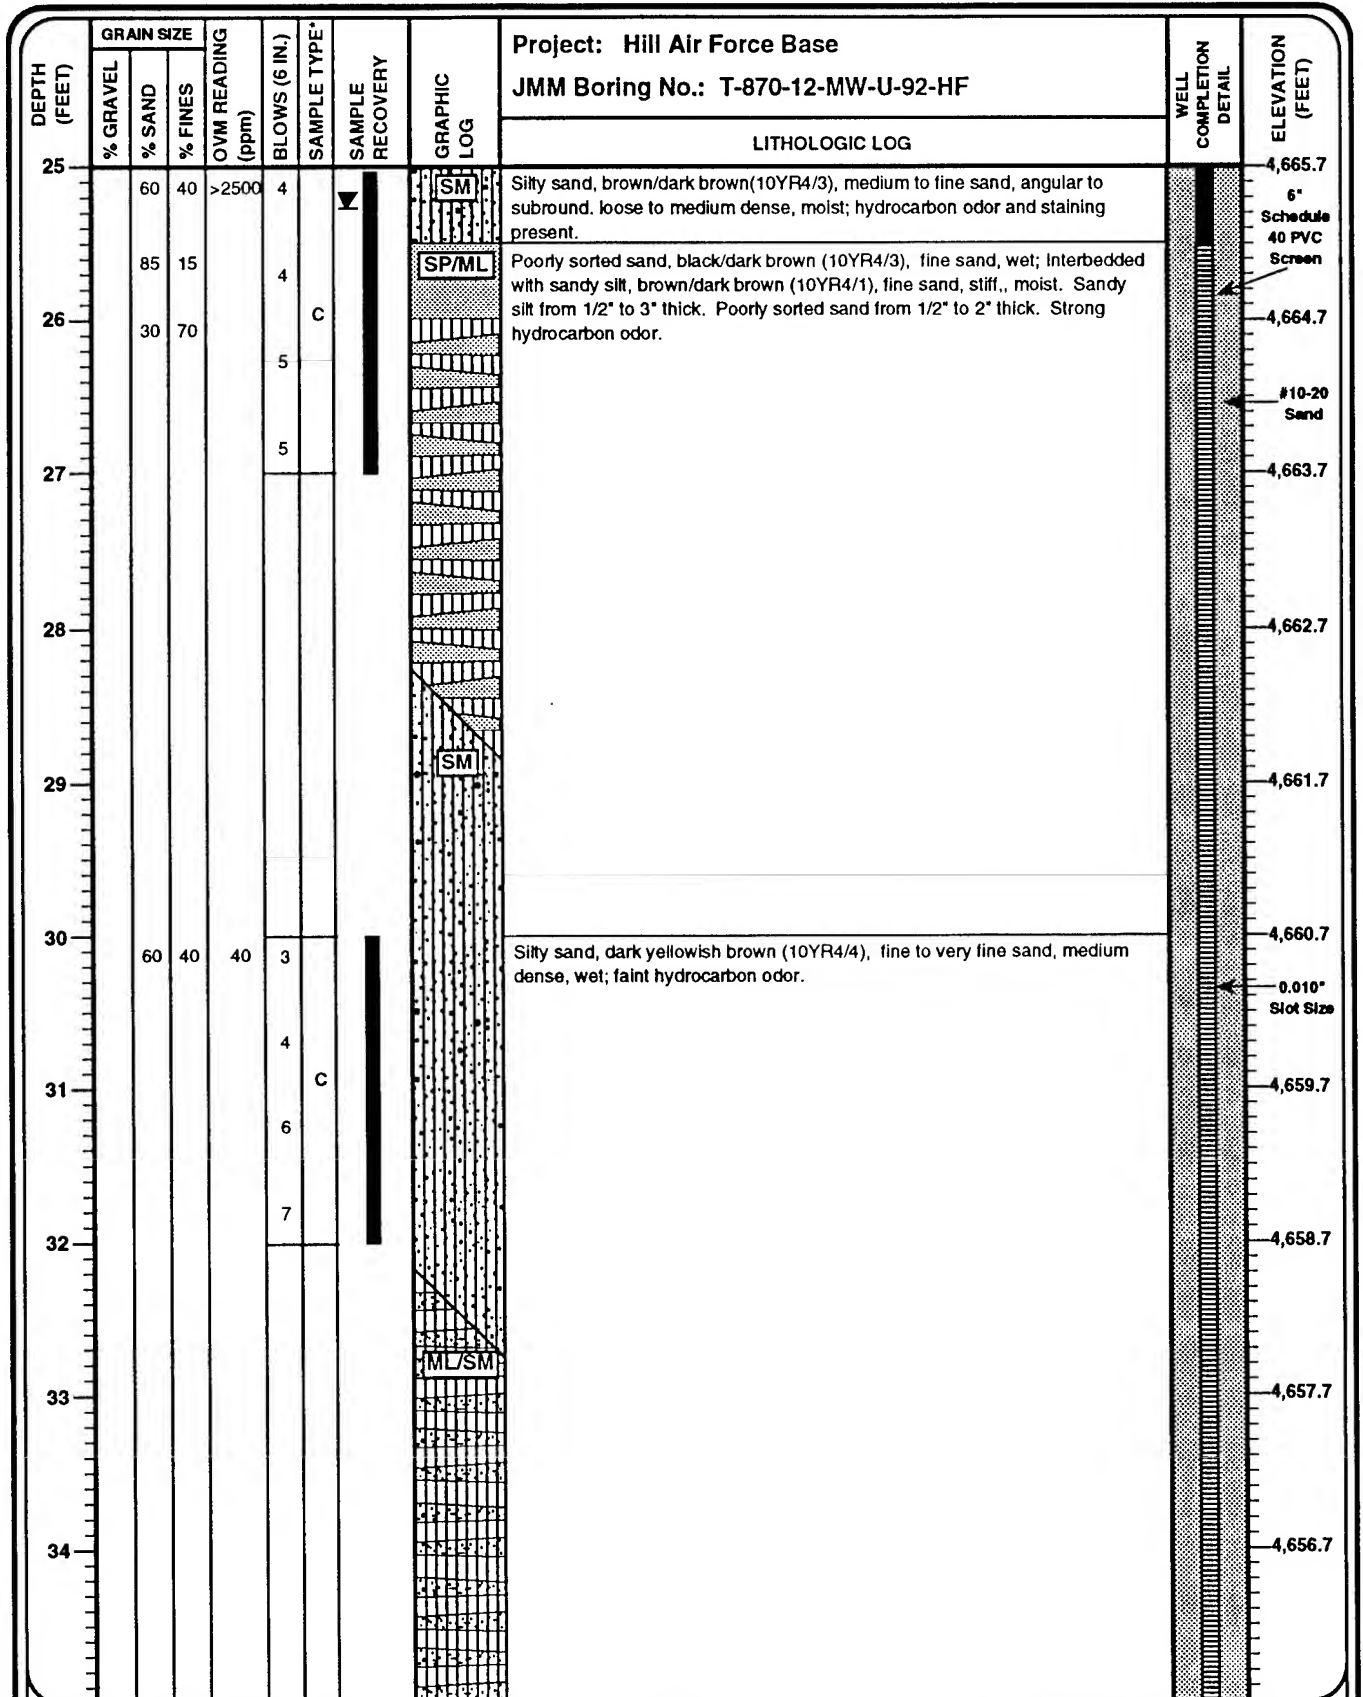 Project: Hill Air Force Base
JMM Boring No.: T-870-12-MW-U-92-HF
LITHOLOGIC LOG
DEPTH (FEET)
GRAIN SIZE
% GRAVEL
% SAND
% FINES
OVM READING (ppm)
BLOWS (6 IN.)
SAMPLE TYPE*
SAMPLE RECOVERY
GRAPHIC LOG
WELL COMPLETION DETAIL
ELEVATION (FEET)
25 4,665.7
60 40 >2500 4 SM
Silty sand, brown/dark brown(10YR4/3), medium to fine sand, angular to
subround. loose to medium dense, moist; hydrocarbon odor and staining
present.
6"
Schedule
40 PVC
Screen
85 15 4 SP/ML
Poorly sorted sand, black/dark brown (10YR4/3), fine sand, wet; Interbedded
with sandy silt, brown/dark brown (10YR4/1), fine sand, stiff,, moist. Sandy
silt from 1/2" to 3" thick. Poorly sorted sand from 1/2" to 2" thick. Strong
hydrocarbon odor.
C
26 4,664.7
30 70
5
#10-20
Sand
5
27 4,663.7
28 4,662.7
SM
29 4,661.7
30 4,660.7
60 40 40 3
Silty sand, dark yellowish brown (10YR4/4), fine to very fine sand, medium
dense, wet; faint hydrocarbon odor.
0.010"
Slot Size
4
C
31 4,659.7
6
7
32 4,658.7
ML/SM
33 4,657.7
34 4,656.7